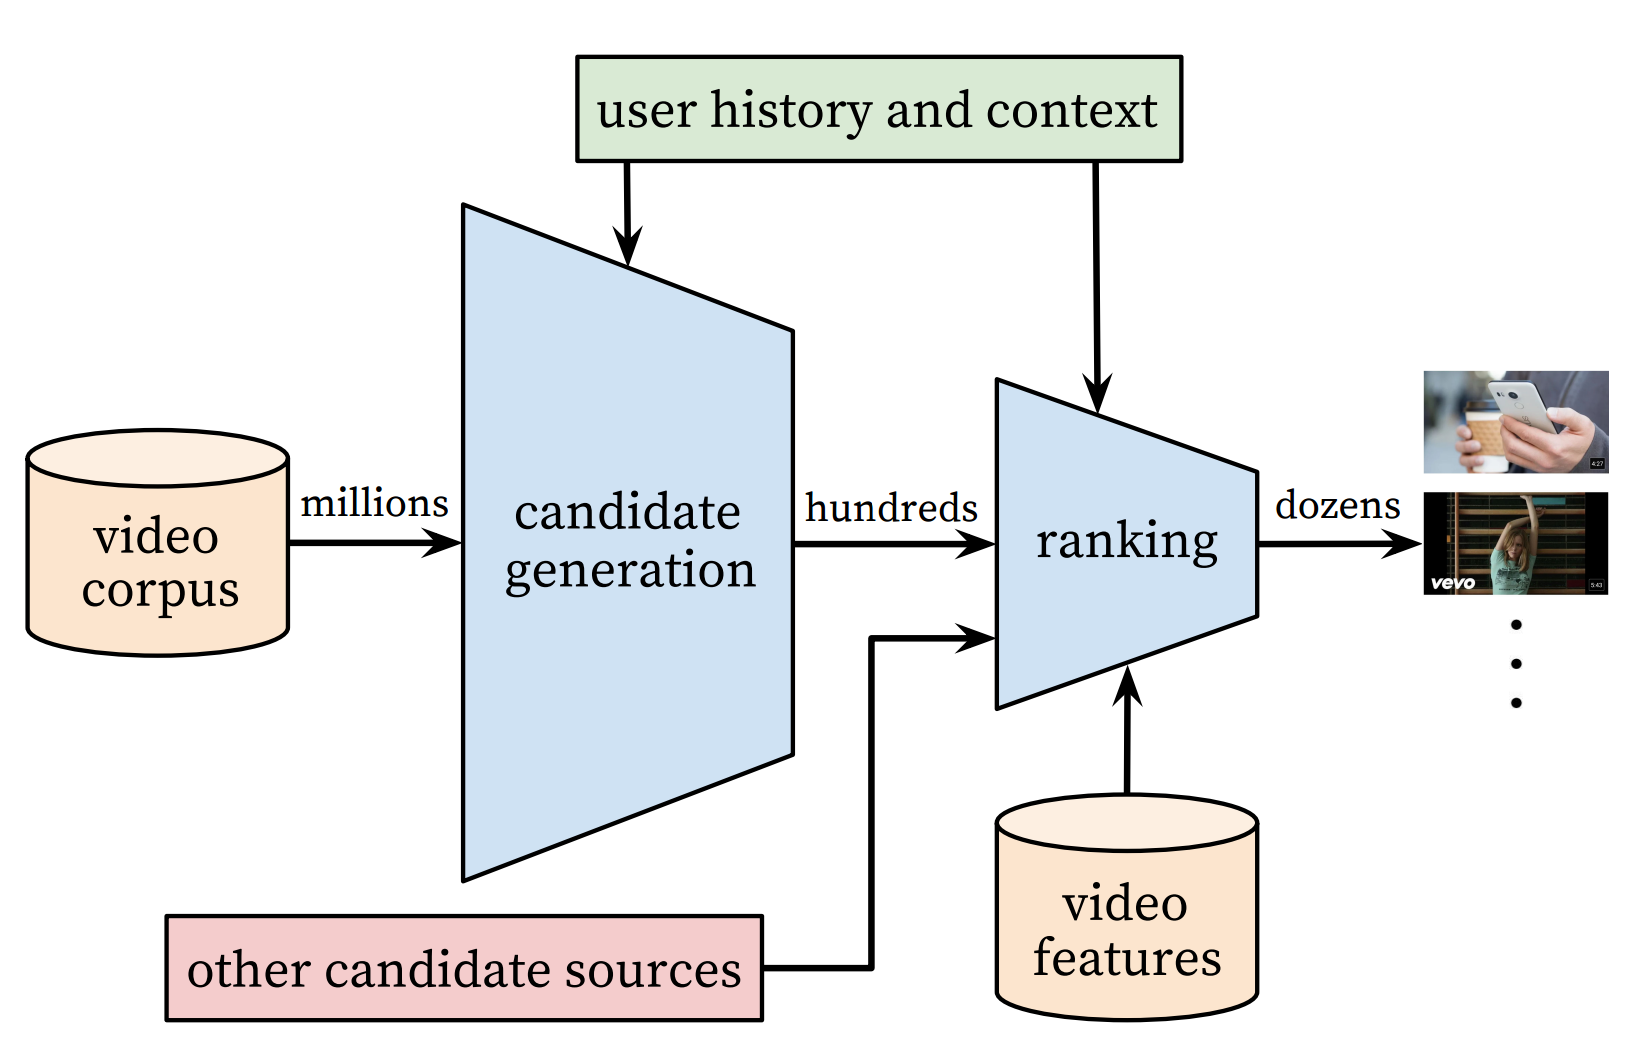 user history and context
millions
video
corpus
candidate
generation
hundreds
ranking
dozens
4:27
vevo
5:43
other candidate sources
video
features